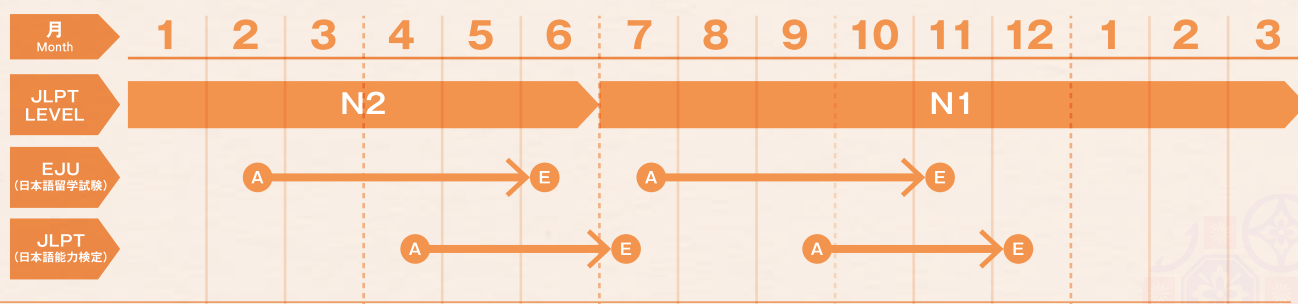 月
Month
1 2 3 4 5 6 7 8 9 10 11 12 1 2 3
JLPT
LEVEL
N2 N1
EJU
(日本語留学試験)
A E A E
JLPT
(日本語能力検定)
A E A E